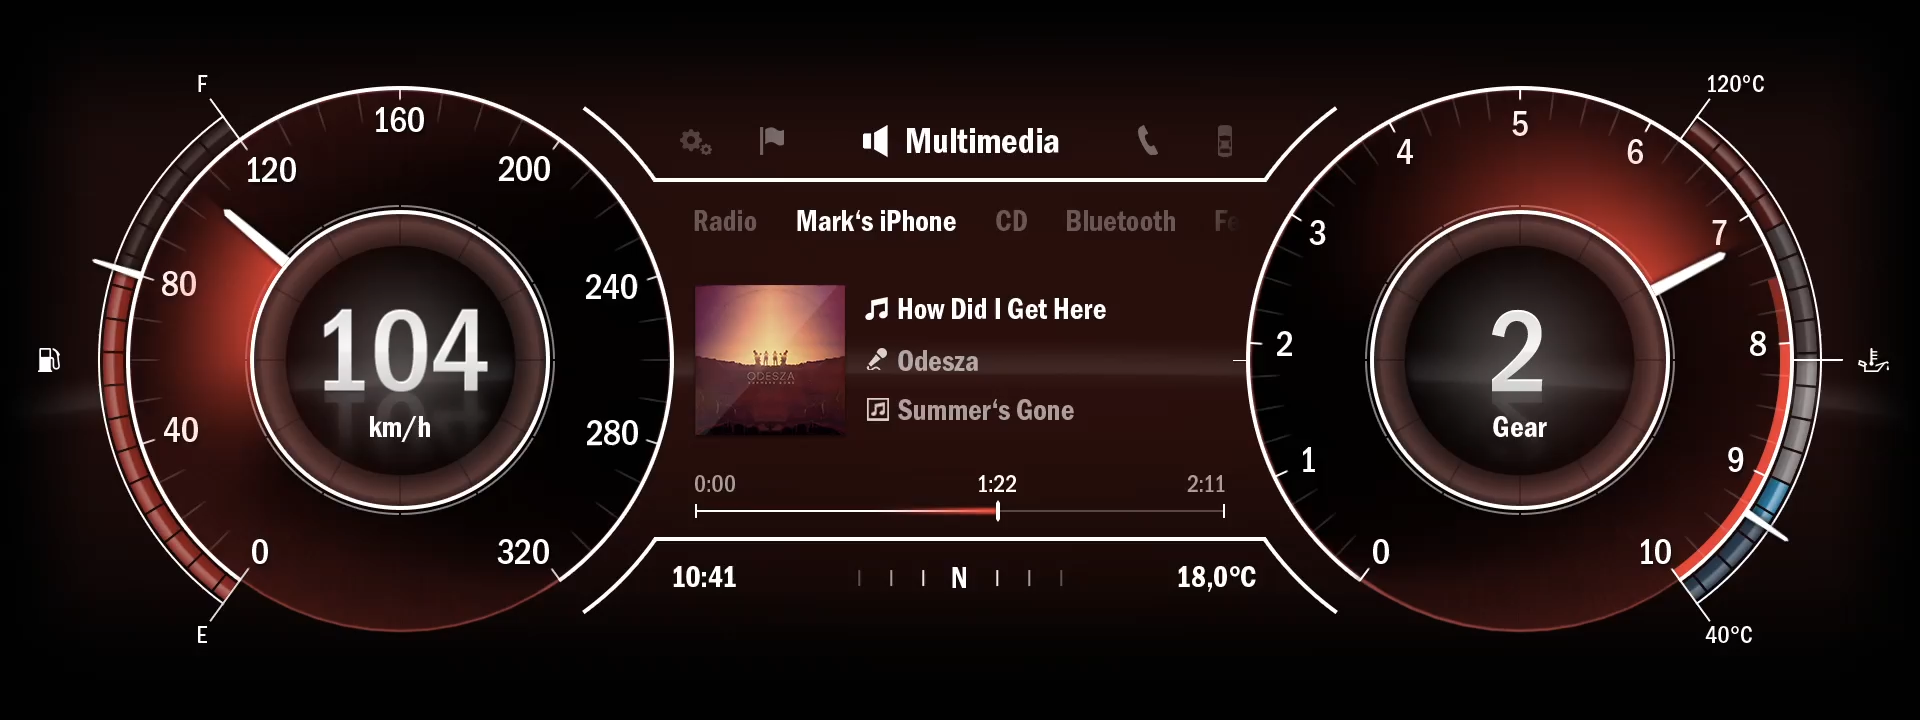 F
E
0
40
80
120
160
200
240
280
320
104
km/h
Multimedia
Radio Mark‘s iPhone CD Bluetooth Fe
ODESZA
How Did I Get Here
Odesza
Summer‘s Gone
0:00 1:22 2:11
10:41 N 18,0°C
0
1
2
3
4
5
6
7
8
9
10
2
Gear
120°C
40°C